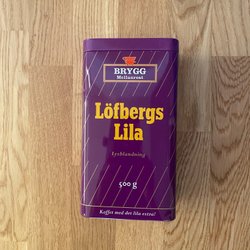 BRYGG
Mellanrost
Löfbergs
Lila
Lyxblandning
500 g
Kaffet med det lila extra!